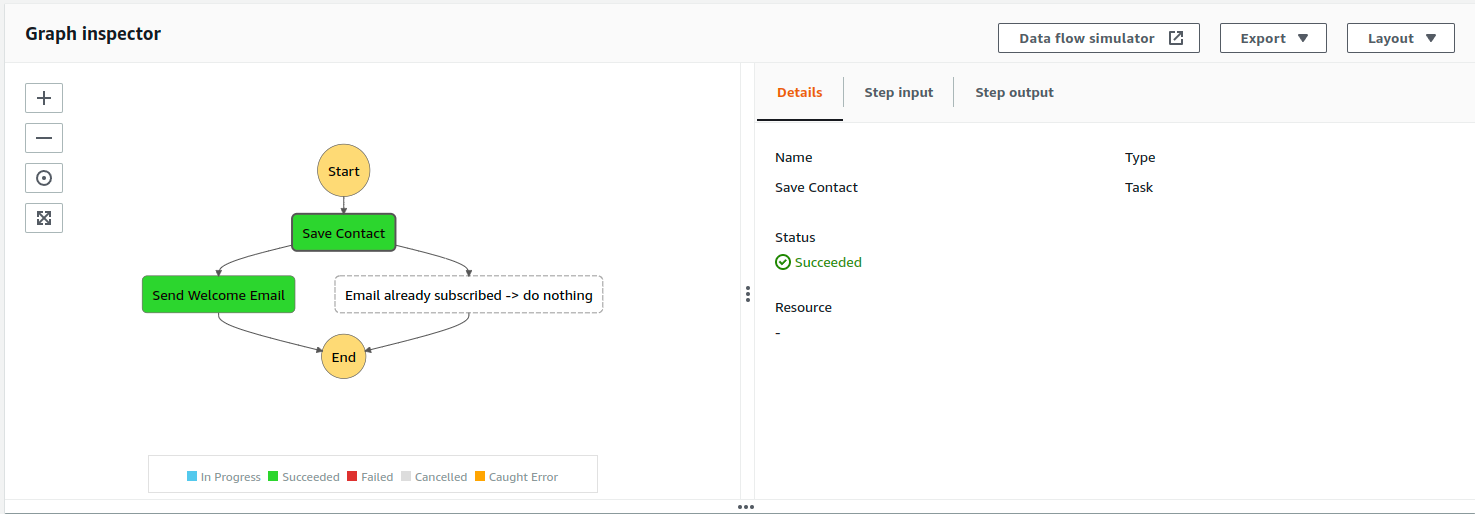 Graph inspector
Data flow simulator
Export
Layout
Details
Step input
Step output
Start
Save Contact
Send Welcome Email
Email already subscribed -> do nothing
End
In Progress
Succeeded
Failed
Cancelled
Caught Error
Name
Type
Save Contact
Task
Status
Succeeded
Resource
-